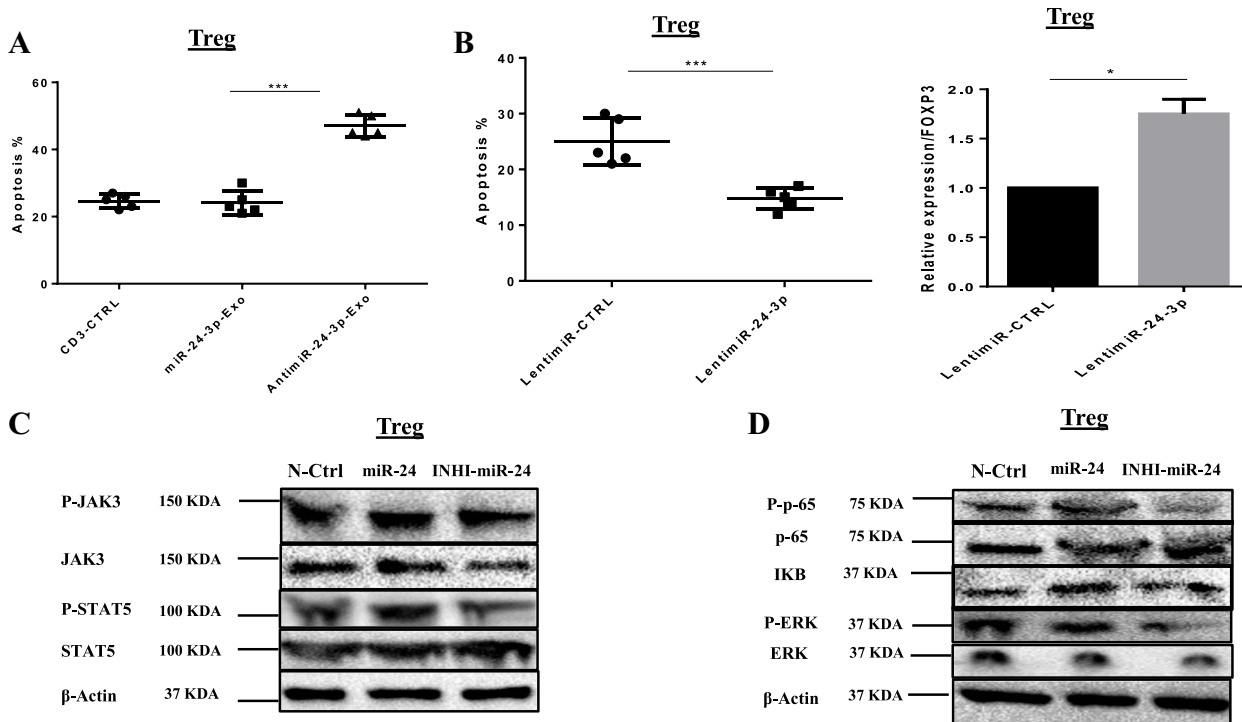 A
Treg
***
Apoptosis %
60
40
20
0
CD3-CTRL
miR-24-3p-Exo
AntimiR-24-3p-Exo
B
Treg
***
Apoptosis %
40
30
20
10
0
LentimiR-CTRL
LentimiR-24-3p
Treg
*
Relative expression/FOXP3
2.0
1.5
1.0
0.5
0.0
LentimiR-CTRL
LentimiR-24-3p
C
Treg
N-Ctrl miR-24 INHI-miR-24
P-JAK3 150 KDA
JAK3 150 KDA
P-STAT5 100 KDA
STAT5 100 KDA
β-Actin 37 KDA
D
Treg
N-Ctrl miR-24 INHI-miR-24
P-p-65 75 KDA
p-65 75 KDA
IKB 37 KDA
P-ERK 37 KDA
ERK 37 KDA
β-Actin 37 KDA